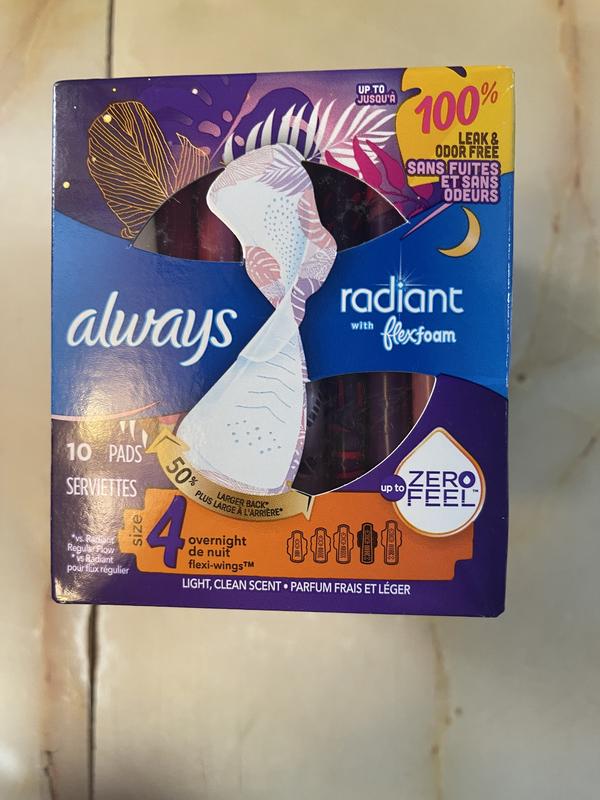 UP TO
JUSQU'À
100%
LEAK &
ODOR FREE
SANS FUITES
ET SANS
ODEURS
always
radiant
with flexfoam
10 PADS
SERVIETTES
50%
LARGER BACK*
PLUS LARGE À L'ARRIÈRE*
up to
ZERO
FEEL™
*vs. Radiant
Regular Flow
*vs Radiant
pour flux régulier
size
4
overnight
de nuit
flexi-wings™
LIGHT, CLEAN SCENT • PARFUM FRAIS ET LÉGER